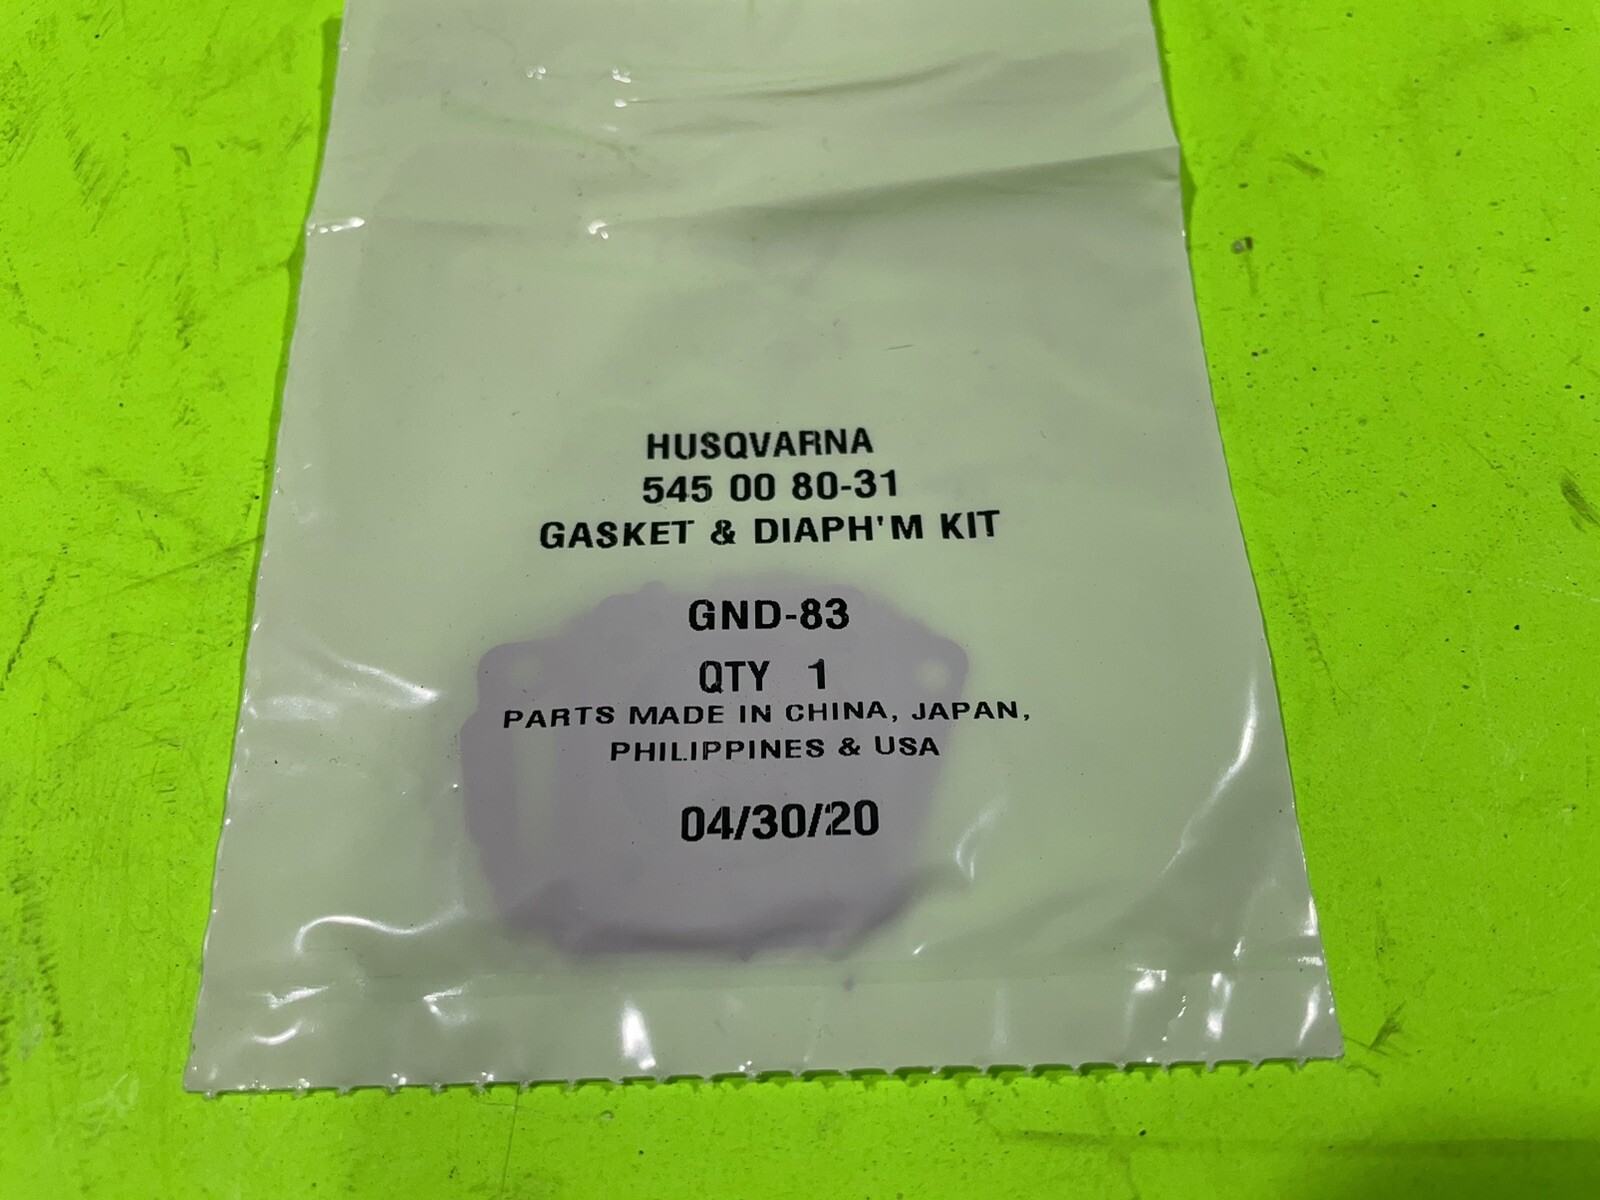 HUSQVARNA
545 00 80-31
GASKET & DIAPH'M KIT
GND-83
QTY 1
PARTS MADE IN CHINA, JAPAN,
PHILIPPINES & USA
04/30/20